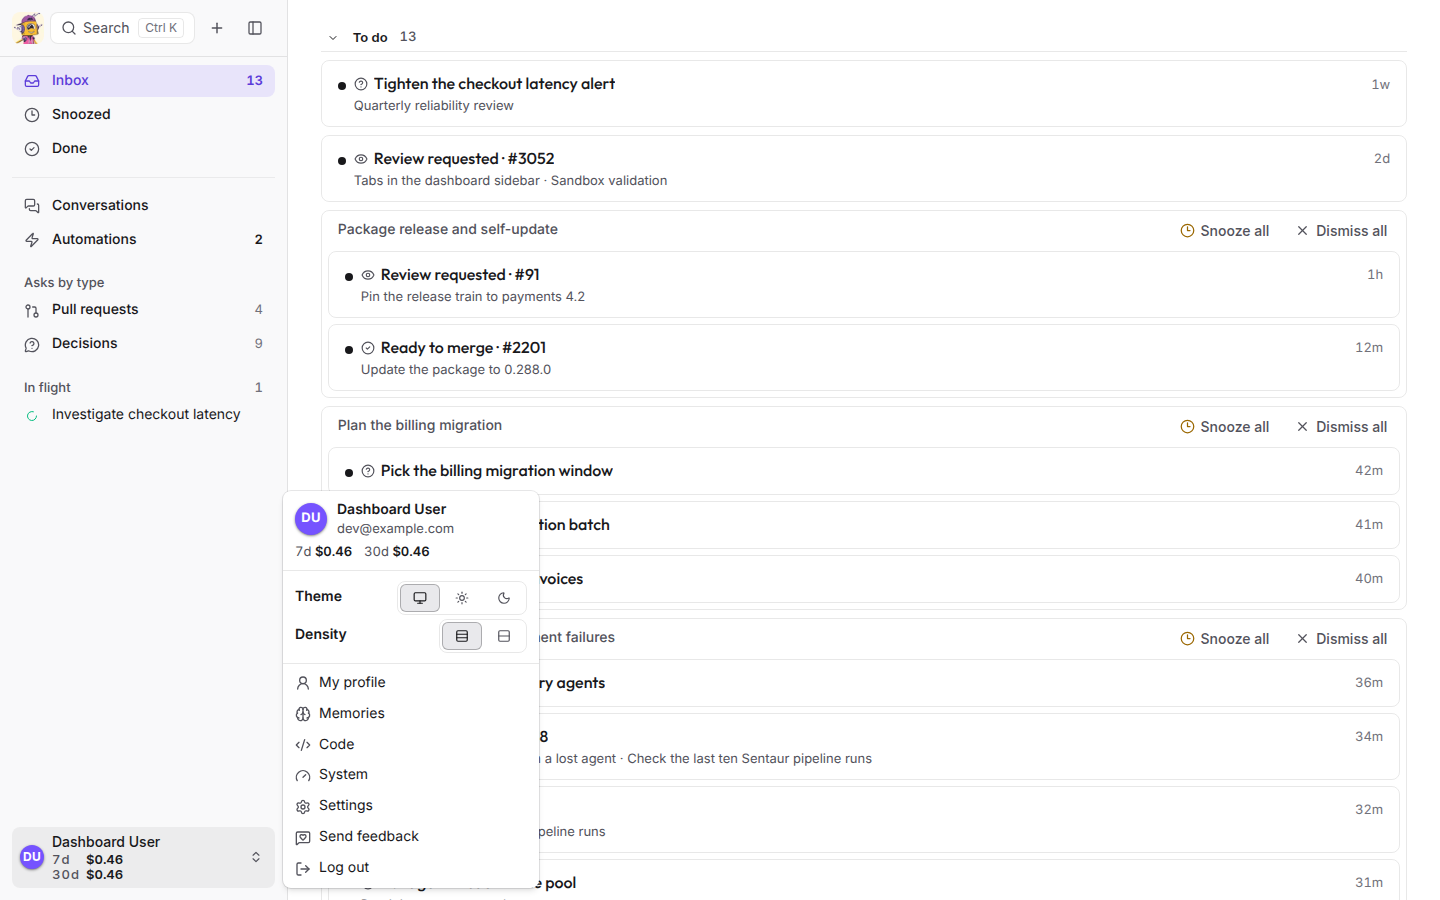 Search Ctrl K
Inbox 13
Snoozed
Done
Conversations
Automations 2
Asks by type
Pull requests 4
Decisions 9
In flight 1
Investigate checkout latency
Dashboard User
DU
7d $0.46
30d $0.46
To do 13
Tighten the checkout latency alert 1w
Quarterly reliability review
Review requested · #3052 2d
Tabs in the dashboard sidebar · Sandbox validation
Package release and self-update Snooze all Dismiss all
Review requested · #91 1h
Pin the release train to payments 4.2
Ready to merge · #2201 12m
Update the package to 0.288.0
Plan the billing migration Snooze all Dismiss all
Pick the billing migration window 42m
tion batch 41m
voices 40m
ent failures Snooze all Dismiss all
ry agents 36m
8 34m
a lost agent · Check the last ten Sentaur pipeline runs
32m
peline runs
pool 31m
DU
Dashboard User
dev@example.com
7d $0.46 30d $0.46
Theme
Density
My profile
Memories
Code
System
Settings
Send feedback
Log out